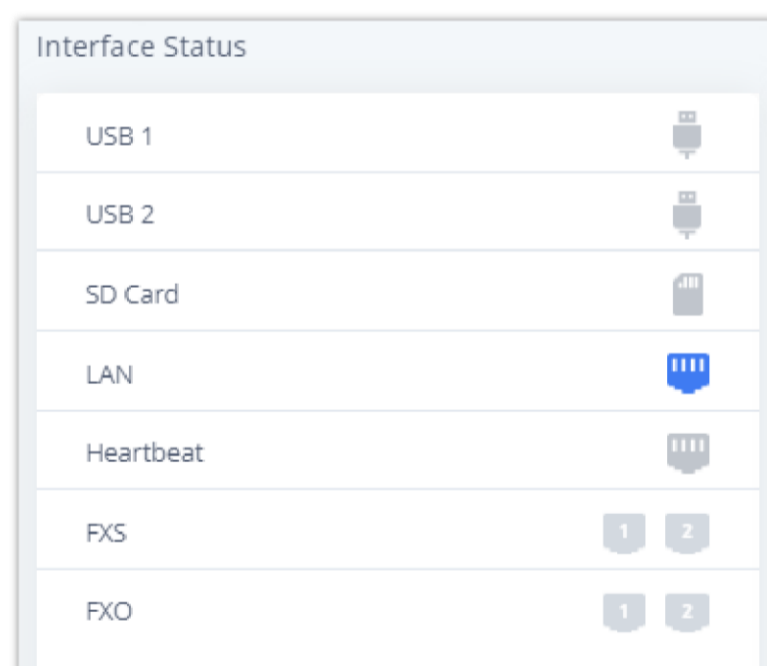 Interface Status
USB 1
USB 2
SD Card
LAN
Heartbeat
FXS 1 2
FXO 1 2